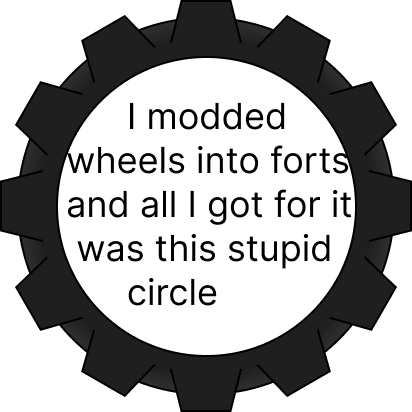 I modded
wheels into forts
and all I got for it
was this stupid
circle